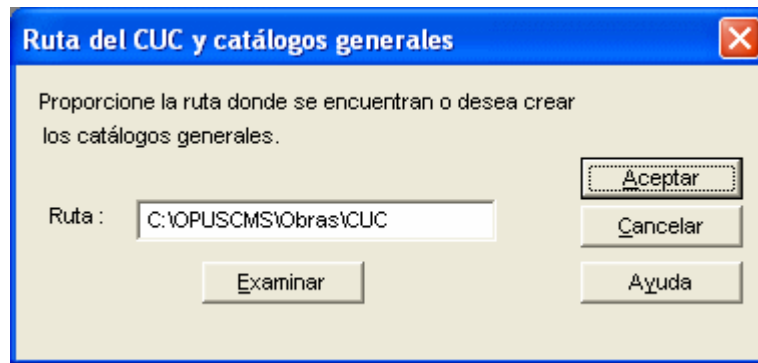 Ruta del CUC y catálogos generales
Proporcione la ruta donde se encuentran o desea crear
los catálogos generales.
Aceptar
Ruta : C:\OPUSCMS\Obras\CUC
Cancelar
Examinar
Ayuda